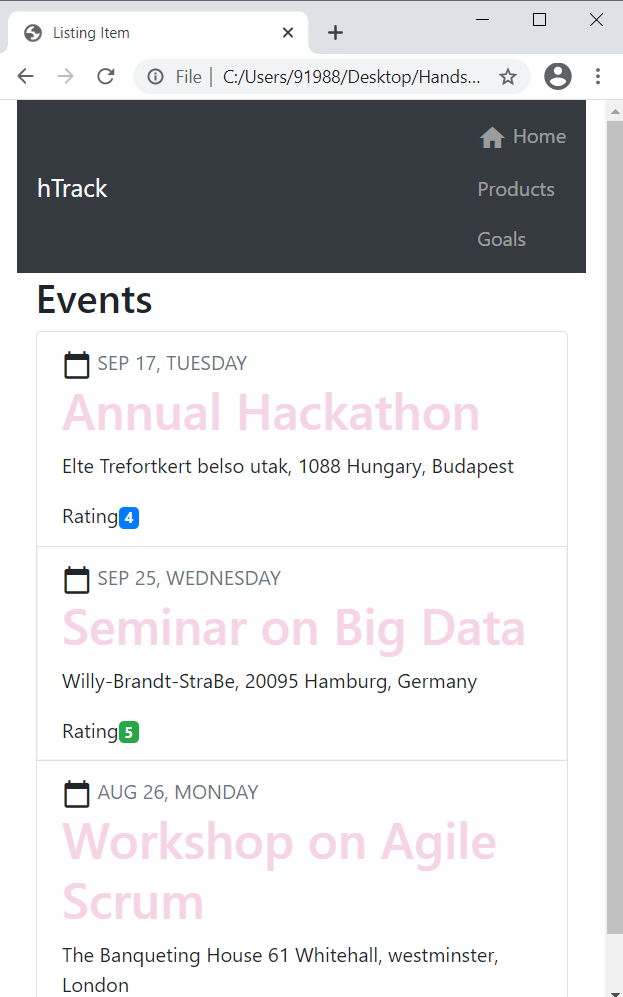 Listing Item
File | C:/Users/91988/Desktop/Hands...
Home
hTrack
Products
Goals
Events
SEP 17, TUESDAY
Annual Hackathon
Elte Trefortkert belso utak, 1088 Hungary, Budapest
Rating 4
SEP 25, WEDNESDAY
Seminar on Big Data
Willy-Brandt-StraBe, 20095 Hamburg, Germany
Rating 5
AUG 26, MONDAY
Workshop on Agile
Scrum
The Banqueting House 61 Whitehall, westminster,
London